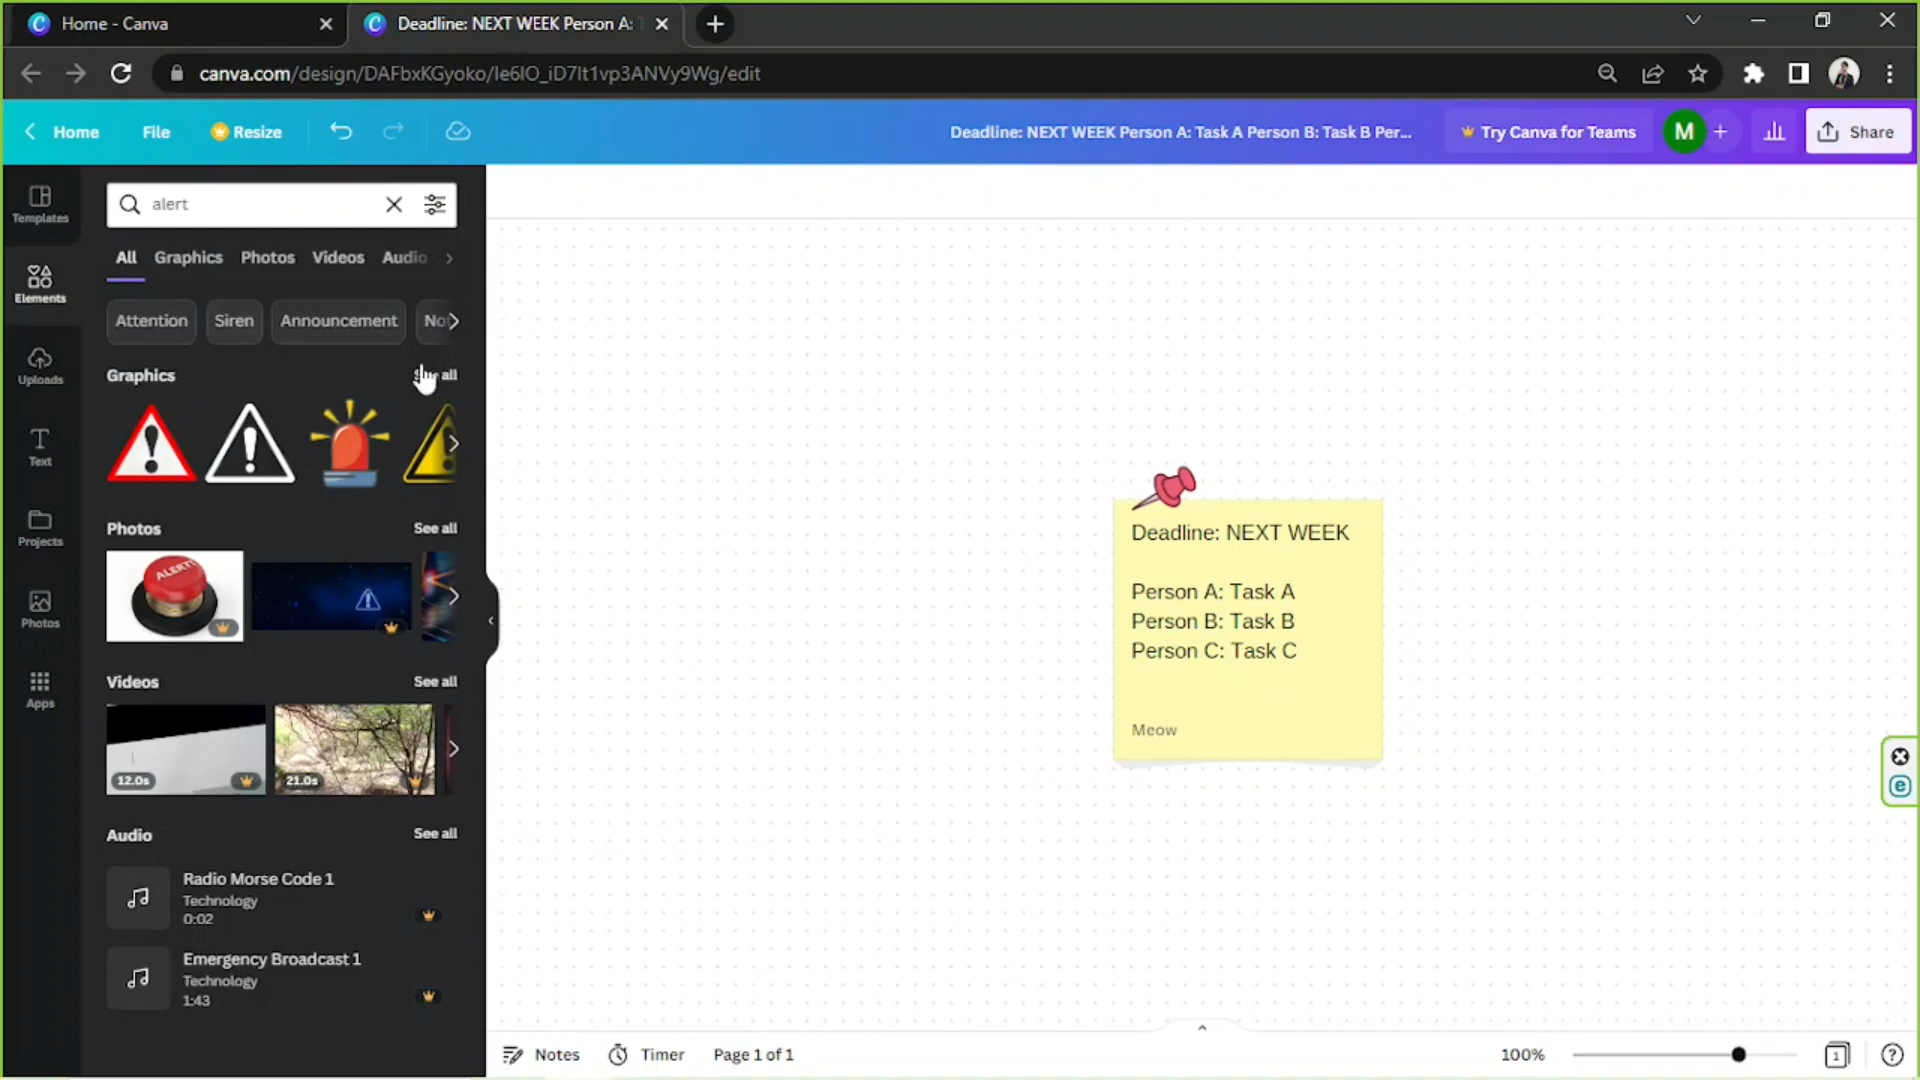 Home - Canva
Deadline: NEXT WEEK Person A:
canva.com/design/DAFbxKGyoko/Ie6IO_iD7lt1vp3ANVy9Wg/edit
Home
File
Resize
Deadline: NEXT WEEK Person A: Task A Person B: Task B Per...
Try Canva for Teams
M
Share
Templates
Elements
Uploads
Text
Projects
Photos
Apps
alert
All
Graphics
Photos
Videos
Audio
Attention
Siren
Announcement
Graphics
all
Photos
See all
ALERT!
Videos
See all
12.0s
21.0s
Audio
See all
Radio Morse Code 1
Technology
0:02
Emergency Broadcast 1
Technology
1:43
Deadline: NEXT WEEK
Person A: Task A
Person B: Task B
Person C: Task C
Meow
Notes
Timer
Page 1 of 1
100%
1